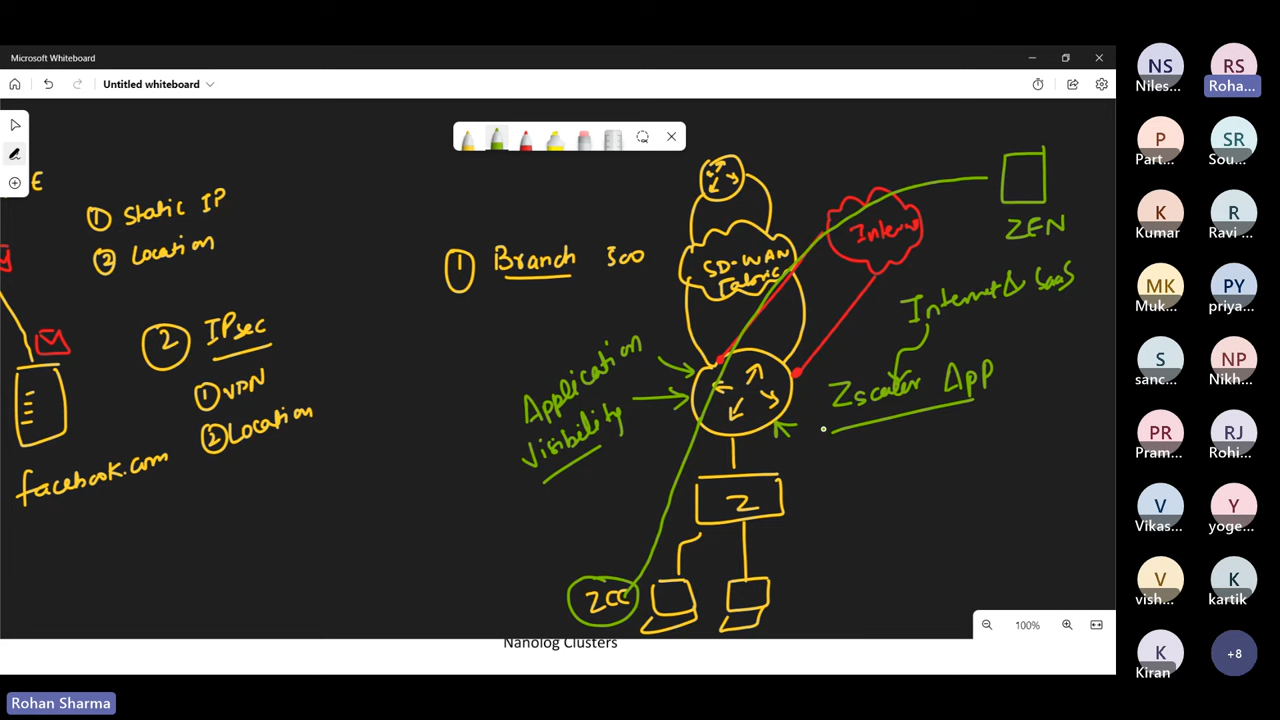 Microsoft Whiteboard
Untitled whiteboard
E
① Static IP
② Location
② IPsec
① VPN
② Location
facebook.com
① Branch 500
SD-WAN
Fabric
Internet
ZEN
Internet & SaaS
Zscaler App
Application
Visibility
2
ZCC
Nanolog Clusters
100%
NS
Niles...
RS
Roha...
P
Part...
SR
Sou...
K
Kumar
R
Ravi ...
MK
Muk...
PY
priya...
S
sanc...
NP
Nikh...
PR
Pram...
RJ
Rohi...
V
Vikas...
Y
yoge...
V
vish...
K
kartik
K
Kiran
+8
Rohan Sharma